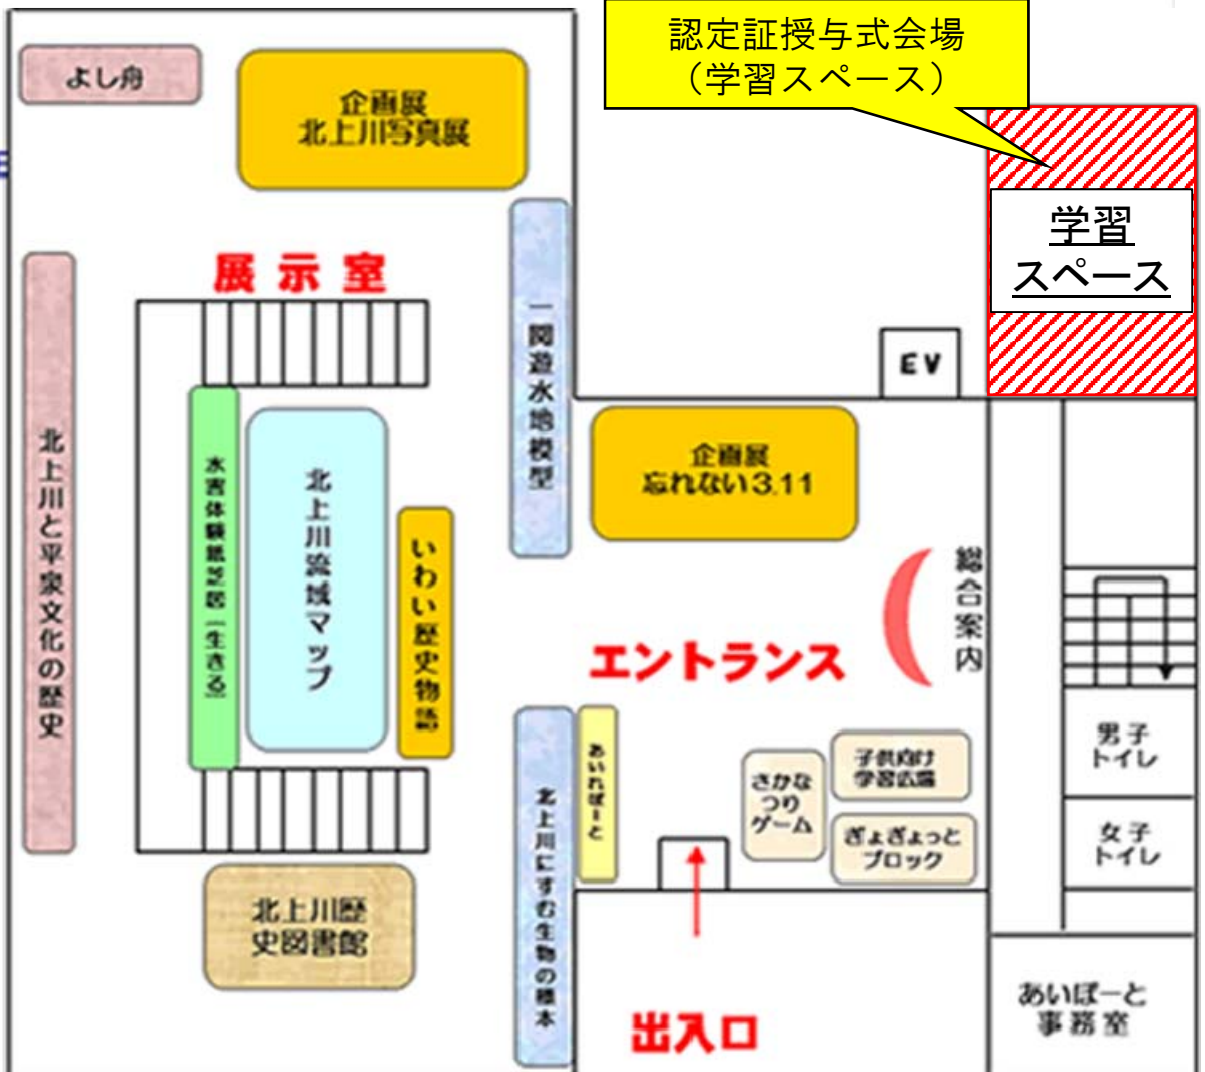 認定証授与式会場
(学習スペース)
よし舟
企画展
北上川写真展
学習
スペース
展示室
一関遊水地模型
EV
北上川と平泉文化の歴史
水害体験紙芝居「生きる」
北上川流域マップ
いわい歴史物語
企画展
忘れない3.11
総合案内
エントランス
あいれぽーと
さかな
つり
ゲーム
子供向け
学習広場
ぎょぎょっと
ブロック
男子
トイレ
女子
トイレ
北上川にすむ生物の標本
北上川歴
史図書館
出入口
あいぽーと
事務室